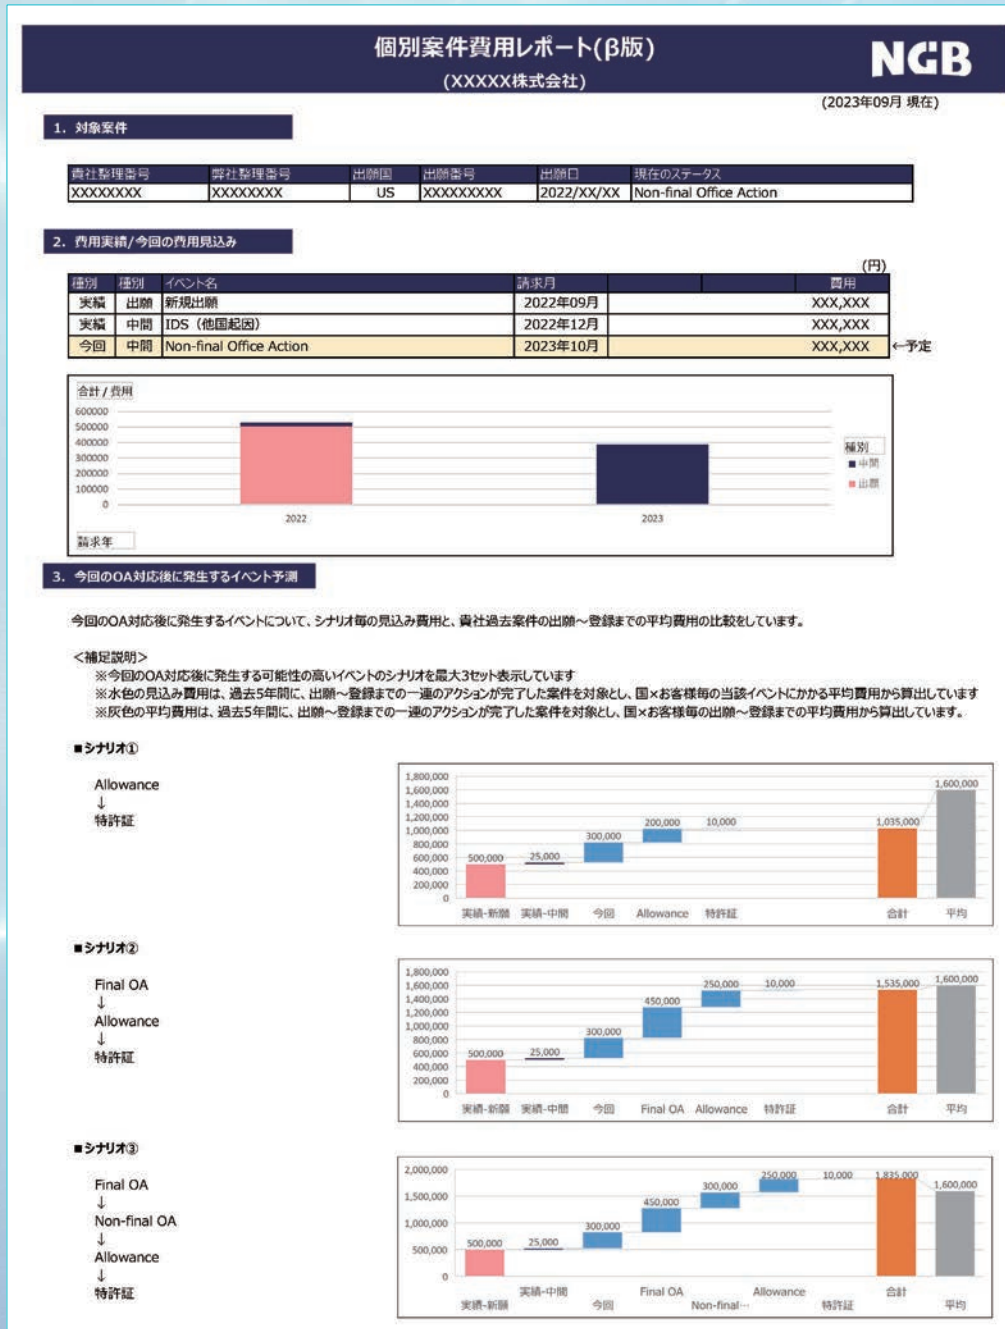 個別案件費用レポート(β版)
(XXXXX株式会社)
NGB
(2023年09月 現在)
1. 対象案件
貴社整理番号 弊社整理番号 出願国 出願番号 出願日 現在のステータス
XXXXXXXX XXXXXXXX US XXXXXXXXX 2022/XX/XX Non-final Office Action
2. 費用実績/今回の費用見込み
(円)
種別 種別 イベント名 請求月 費用
実績 出願 新規出願 2022年09月 XXX,XXX
実績 中間 IDS（他国起因） 2022年12月 XXX,XXX
今回 中間 Non-final Office Action 2023年10月 XXX,XXX ←予定
合計 / 費用
600000
500000
400000
300000
200000
100000
0
2022 2023
種別
中間
出願
請求年
3. 今回のOA対応後に発生するイベント予測
今回のOA対応後に発生するイベントについて、シナリオ毎の見込み費用と、貴社過去案件の出願～登録までの平均費用の比較をしています。
＜補足説明＞
※今回のOA対応後に発生する可能性の高いイベントのシナリオを最大3セット表示しています
※水色の見込み費用は、過去5年間に、出願～登録までの一連のアクションが完了した案件を対象とし、国×お客様毎の当該イベントにかかる平均費用から算出しています
※灰色の平均費用は、過去5年間に、出願～登録までの一連のアクションが完了した案件を対象とし、国×お客様毎の出願～登録までの平均費用から算出しています。
■シナリオ①
Allowance
↓
特許証
1,800,000
1,600,000
1,400,000
1,200,000
1,000,000
800,000
600,000
400,000
200,000
0
500,000 25,000 300,000 200,000 10,000 1,035,000 1,600,000
実績-新願 実績-中間 今回 Allowance 特許証 合計 平均
■シナリオ②
Final OA
↓
Allowance
↓
特許証
1,800,000
1,600,000
1,400,000
1,200,000
1,000,000
800,000
600,000
400,000
200,000
0
500,000 25,000 300,000 450,000 250,000 10,000 1,535,000 1,600,000
実績-新願 実績-中間 今回 Final OA Allowance 特許証 合計 平均
■シナリオ③
Final OA
↓
Non-final OA
↓
Allowance
↓
特許証
2,000,000
1,500,000
1,000,000
500,000
0
500,000 25,000 300,000 450,000 300,000 250,000 10,000 1,835,000 1,600,000
実績-中間 Final OA Allowance 合計
実績-新願 今回 Non-final… 特許証 平均